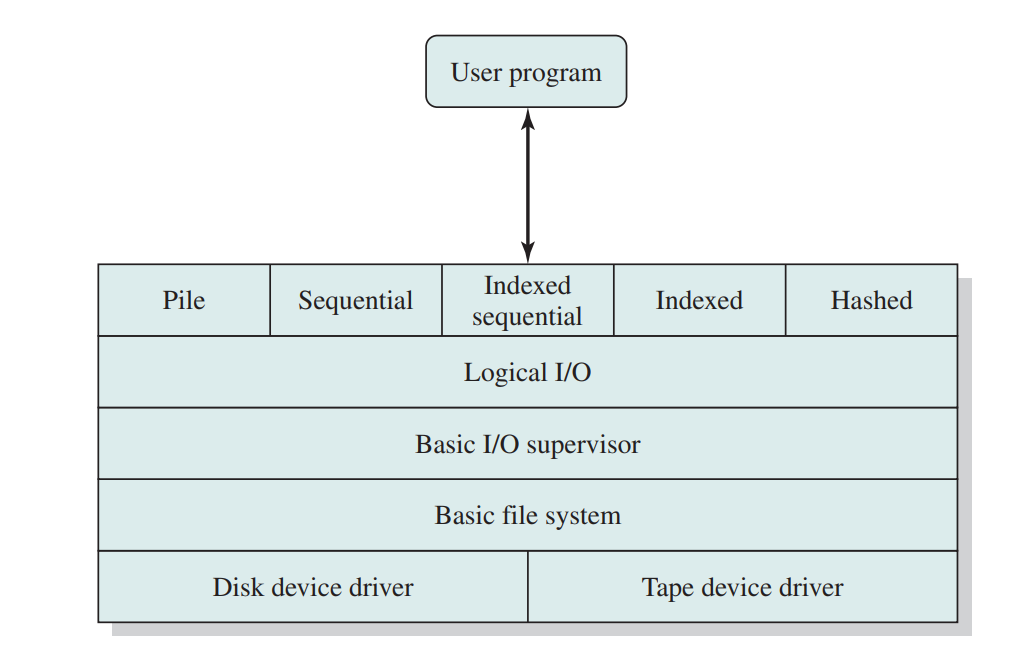 User program
Pile
Sequential
Indexed
sequential
Indexed
Hashed
Logical I/O
Basic I/O supervisor
Basic file system
Disk device driver
Tape device driver